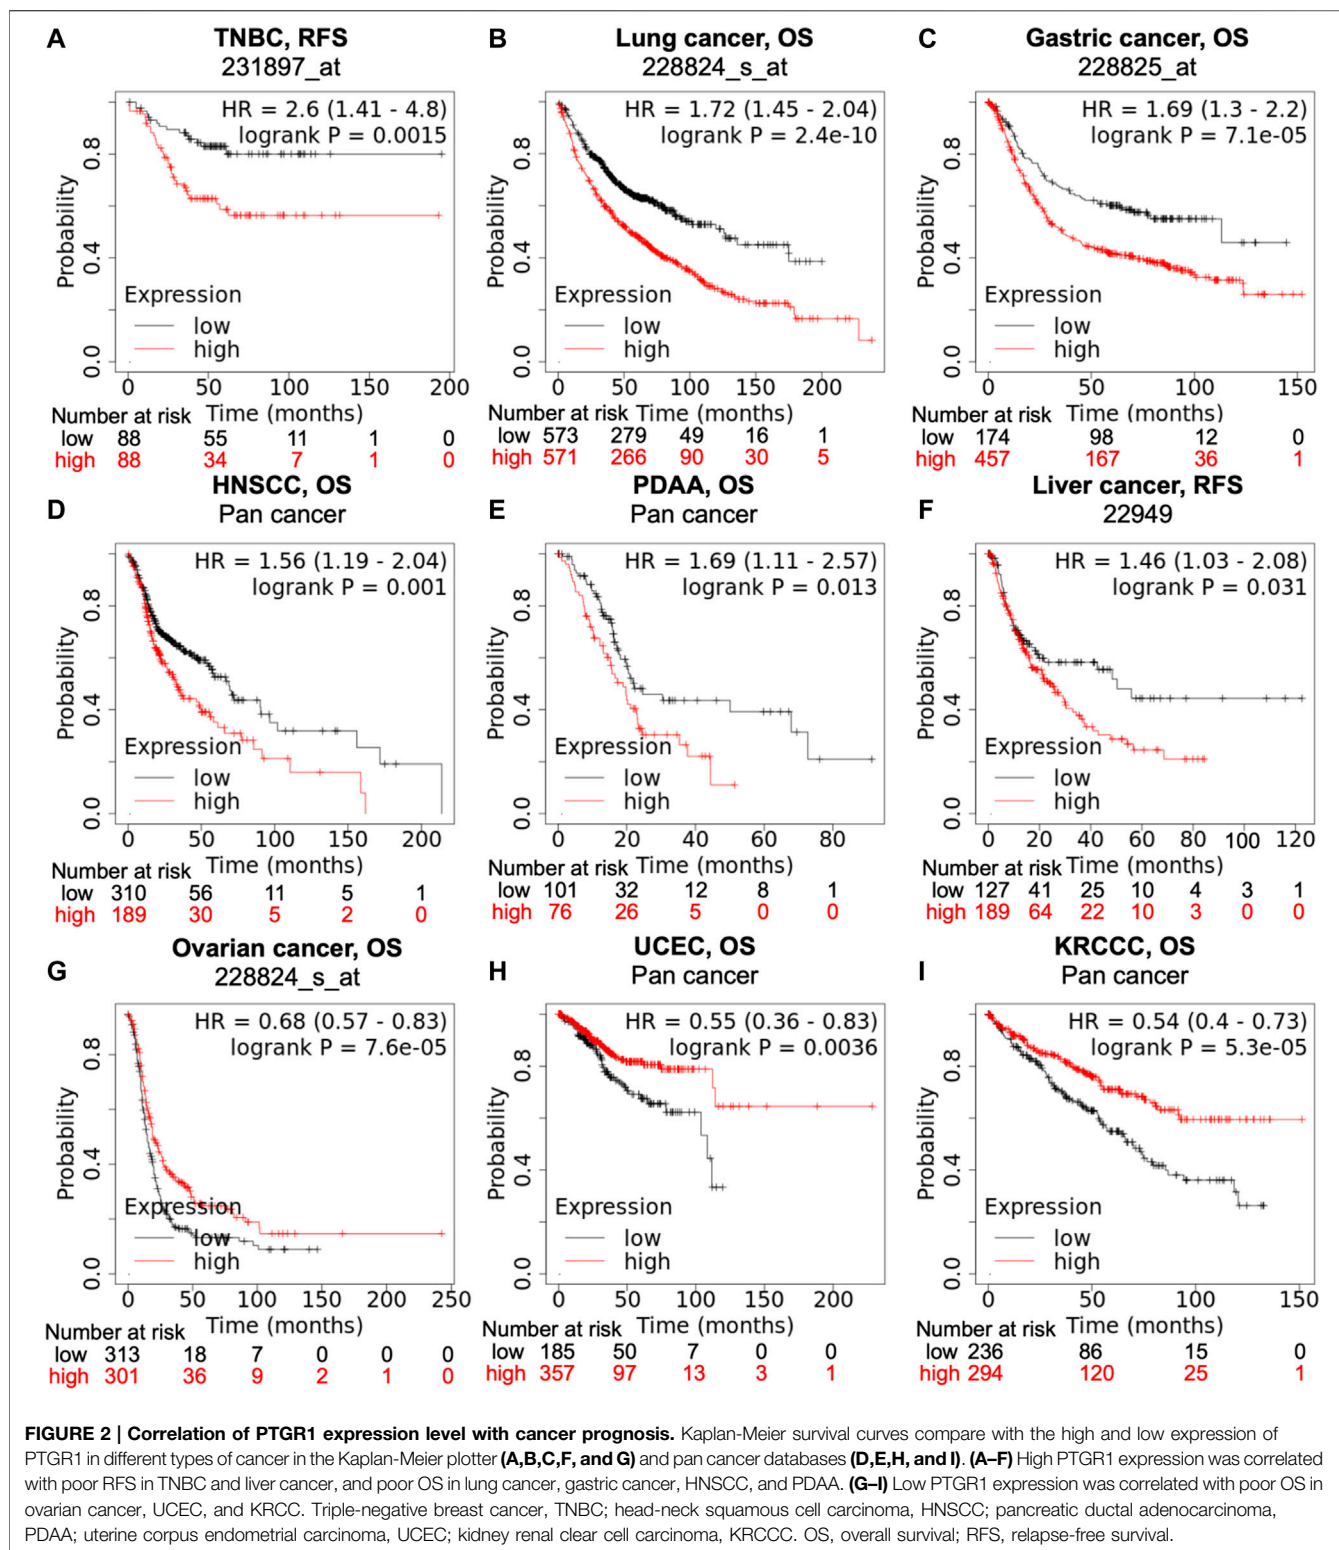 A
TNBC, RFS
231897_at
HR = 2.6 (1.41 - 4.8)
logrank P = 0.0015
Probability
0.0 0.4 0.8
Expression
low
high
0 50 100 150 200
Number at risk Time (months)
low 88 55 11 1 0
high 88 34 7 1 0
B
Lung cancer, OS
228824_s_at
HR = 1.72 (1.45 - 2.04)
logrank P = 2.4e-10
Probability
0.0 0.4 0.8
Expression
low
high
0 50 100 150 200
Number at risk Time (months)
low 573 279 49 16 1
high 571 266 90 30 5
C
Gastric cancer, OS
228825_at
HR = 1.69 (1.3 - 2.2)
logrank P = 7.1e-05
Probability
0.0 0.4 0.8
Expression
low
high
0 50 100 150
Number at risk Time (months)
low 174 98 12 0
high 457 167 36 1
D
HNSCC, OS
Pan cancer
HR = 1.56 (1.19 - 2.04)
logrank P = 0.001
Probability
0.0 0.4 0.8
Expression
low
high
0 50 100 150 200
Number at risk Time (months)
low 310 56 11 5 1
high 189 30 5 2 0
E
PDAA, OS
Pan cancer
HR = 1.69 (1.11 - 2.57)
logrank P = 0.013
Probability
0.0 0.4 0.8
Expression
low
high
0 20 40 60 80
Number at risk Time (months)
low 101 32 12 8 1
high 76 26 5 0 0
F
Liver cancer, RFS
22949
HR = 1.46 (1.03 - 2.08)
logrank P = 0.031
Probability
0.0 0.4 0.8
Expression
low
high
0 20 40 60 80 100 120
Number at risk Time (months)
low 127 41 25 10 4 3 1
high 189 64 22 10 3 0 0
G
Ovarian cancer, OS
228824_s_at
HR = 0.68 (0.57 - 0.83)
logrank P = 7.6e-05
Probability
0.0 0.4 0.8
Expression
low
high
0 50 100 150 200 250
Number at risk Time (months)
low 313 18 7 0 0 0
high 301 36 9 2 1 0
H
UCEC, OS
Pan cancer
HR = 0.55 (0.36 - 0.83)
logrank P = 0.0036
Probability
0.0 0.4 0.8
Expression
low
high
0 50 100 150 200
Number at risk Time (months)
low 185 50 7 0 0
high 357 97 13 3 1
I
KRCCC, OS
Pan cancer
HR = 0.54 (0.4 - 0.73)
logrank P = 5.3e-05
Probability
0.0 0.4 0.8
Expression
low
high
0 50 100 150
Number at risk Time (months)
low 236 86 15 0
high 294 120 25 1
FIGURE 2 | Correlation of PTGR1 expression level with cancer prognosis. Kaplan-Meier survival curves compare with the high and low expression of
PTGR1 in different types of cancer in the Kaplan-Meier plotter (A,B,C,F, and G) and pan cancer databases (D,E,H, and I). (A–F) High PTGR1 expression was correlated
with poor RFS in TNBC and liver cancer, and poor OS in lung cancer, gastric cancer, HNSCC, and PDAA. (G–I) Low PTGR1 expression was correlated with poor OS in
ovarian cancer, UCEC, and KRCC. Triple-negative breast cancer, TNBC; head-neck squamous cell carcinoma, HNSCC; pancreatic ductal adenocarcinoma,
PDAA; uterine corpus endometrial carcinoma, UCEC; kidney renal clear cell carcinoma, KRCCC. OS, overall survival; RFS, relapse-free survival.